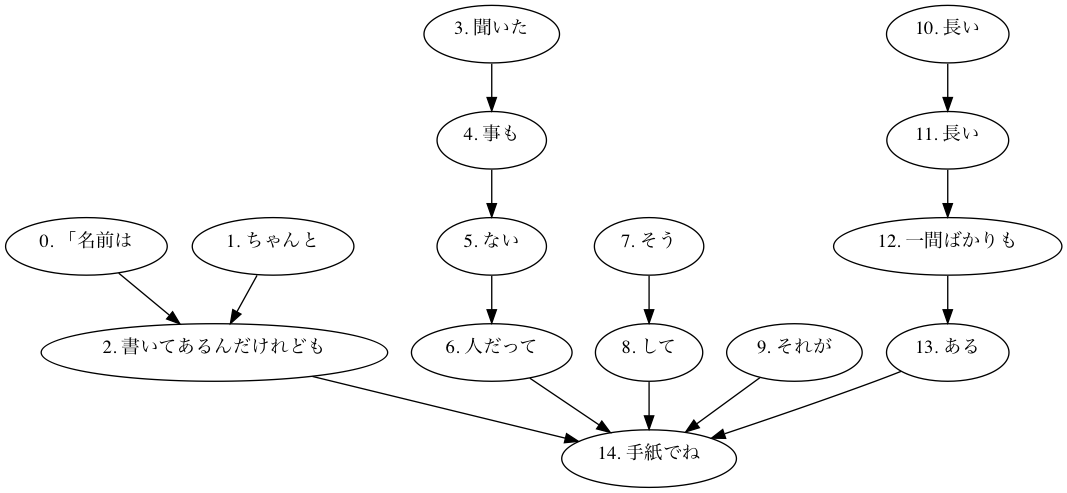 3. 聞いた
10. 長い
4. 事も
11. 長い
0. 「名前は
1. ちゃんと
5. ない
7. そう
12. 一間ばかりも
2. 書いてあるんだけれども
6. 人だって
8. して
9. それが
13. ある
14. 手紙でね